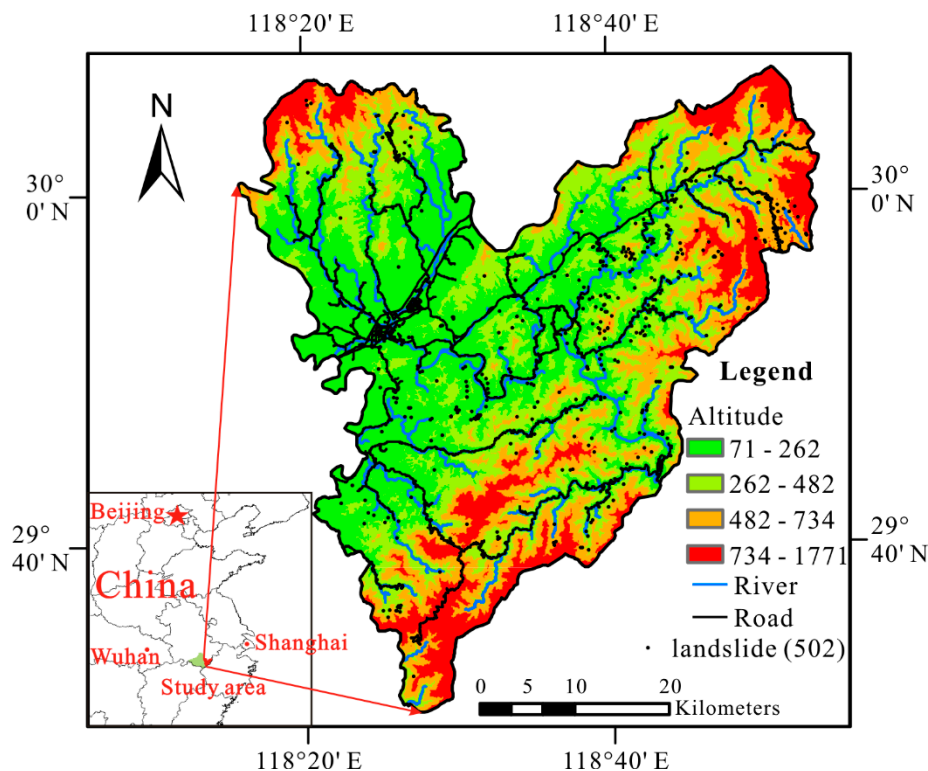 118°20' E
118°40' E
N
30°
0' N
30°
0' N
Legend
Altitude
71 - 262
262 - 482
482 - 734
734 - 1771
River
Road
landslide (502)
29°
40' N
29°
40' N
Beijing
China
Shanghai
Wuhan
Study area
0 5 10 20
Kilometers
118°20' E
118°40' E